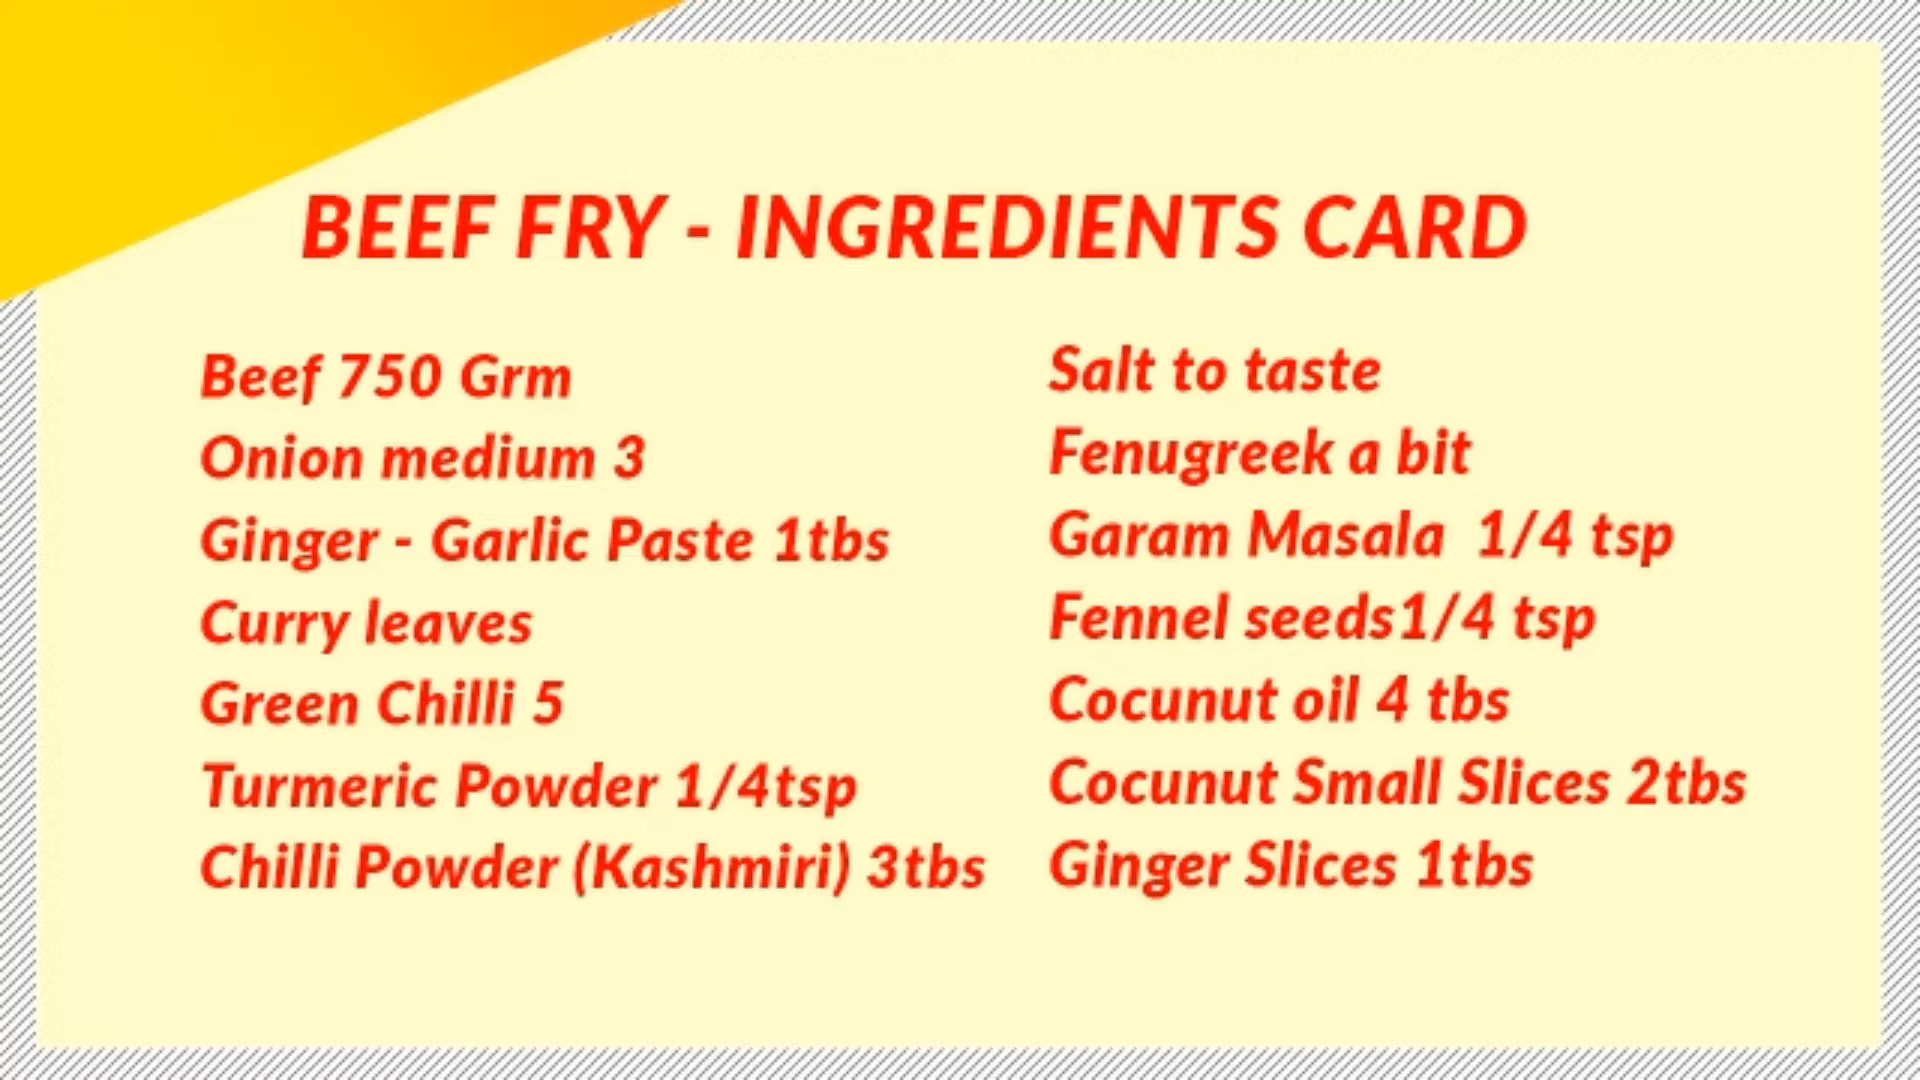 BEEF FRY - INGREDIENTS CARD
Beef 750 Grm
Onion medium 3
Ginger - Garlic Paste 1tbs
Curry leaves
Green Chilli 5
Turmeric Powder 1/4tsp
Chilli Powder (Kashmiri) 3tbs
Salt to taste
Fenugreek a bit
Garam Masala  1/4 tsp
Fennel seeds1/4 tsp
Cocunut oil 4 tbs
Cocunut Small Slices 2tbs
Ginger Slices 1tbs